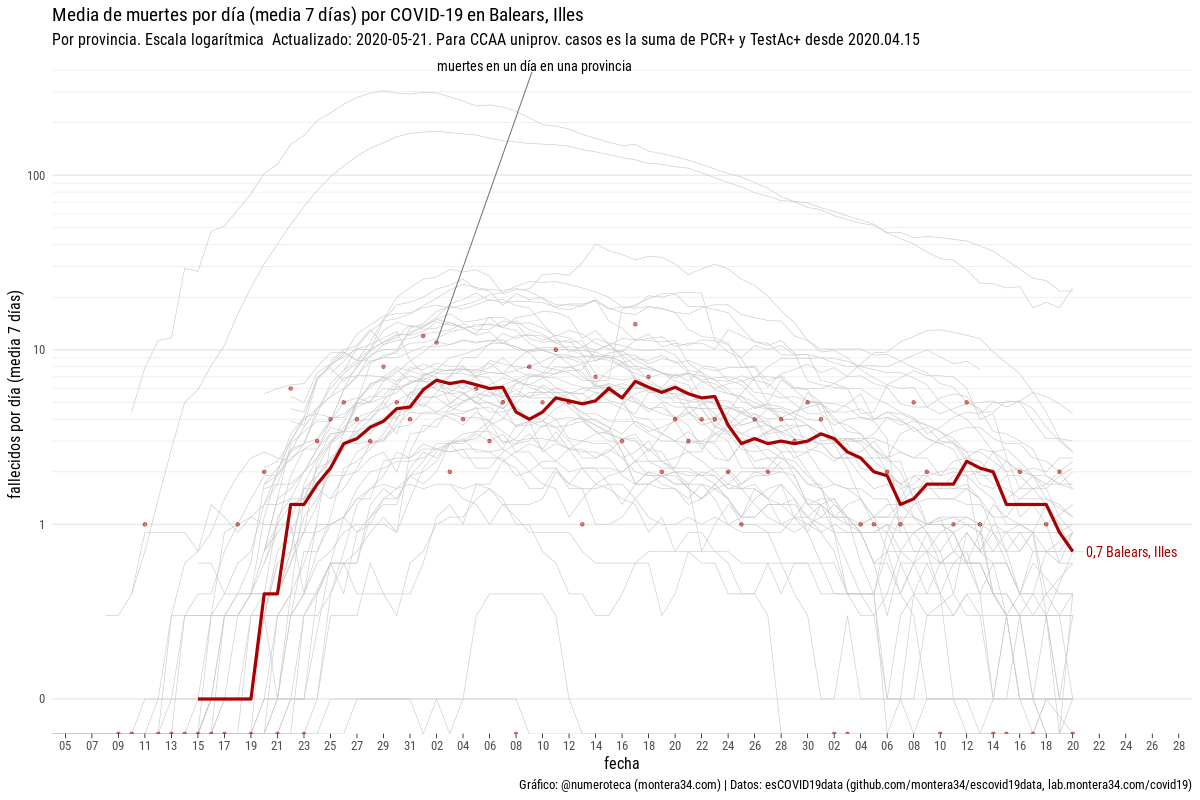 Media de muertes por día (media 7 días) por COVID-19 en Balears, Illes
Por provincia. Escala logarítmica  Actualizado: 2020-05-21. Para CCAA uniprov. casos es la suma de PCR+ y TestAc+ desde 2020.04.15
muertes en un día en una provincia
fallecidos por día (media  7 días)
100
10
1
0
0,7 Balears, Illes
05 07 09 11 13 15 17 19 21 23 25 27 29 31 02 04 06 08 10 12 14 16 18 20 22 24 26 28 30 02 04 06 08 10 12 14 16 18 20 22 24 26 28
fecha
Gráfico: @numeroteca (montera34.com) | Datos: esCOVID19data (github.com/montera34/escovid19data, lab.montera34.com/covid19)